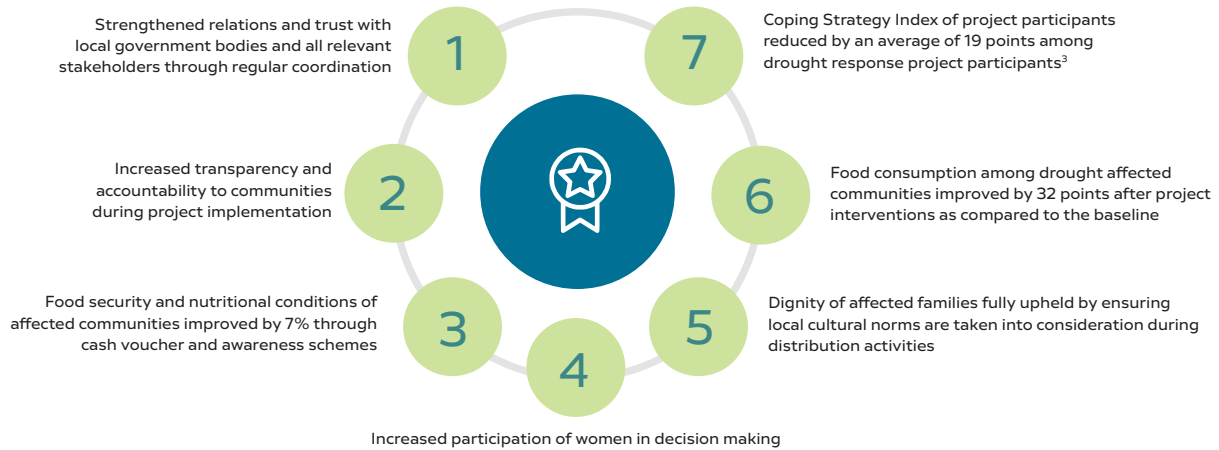 1
Strengthened relations and trust with
local government bodies and all relevant
stakeholders through regular coordination
2
Increased transparency and
accountability to communities
during project implementation
3
Food security and nutritional conditions of
affected communities improved by 7% through
cash voucher and awareness schemes
4
Increased participation of women in decision making
5
Dignity of affected families fully upheld by ensuring
local cultural norms are taken into consideration during
distribution activities
6
Food consumption among drought affected
communities improved by 32 points after project
interventions as compared to the baseline
7
Coping Strategy Index of project participants
reduced by an average of 19 points among
drought response project participants³